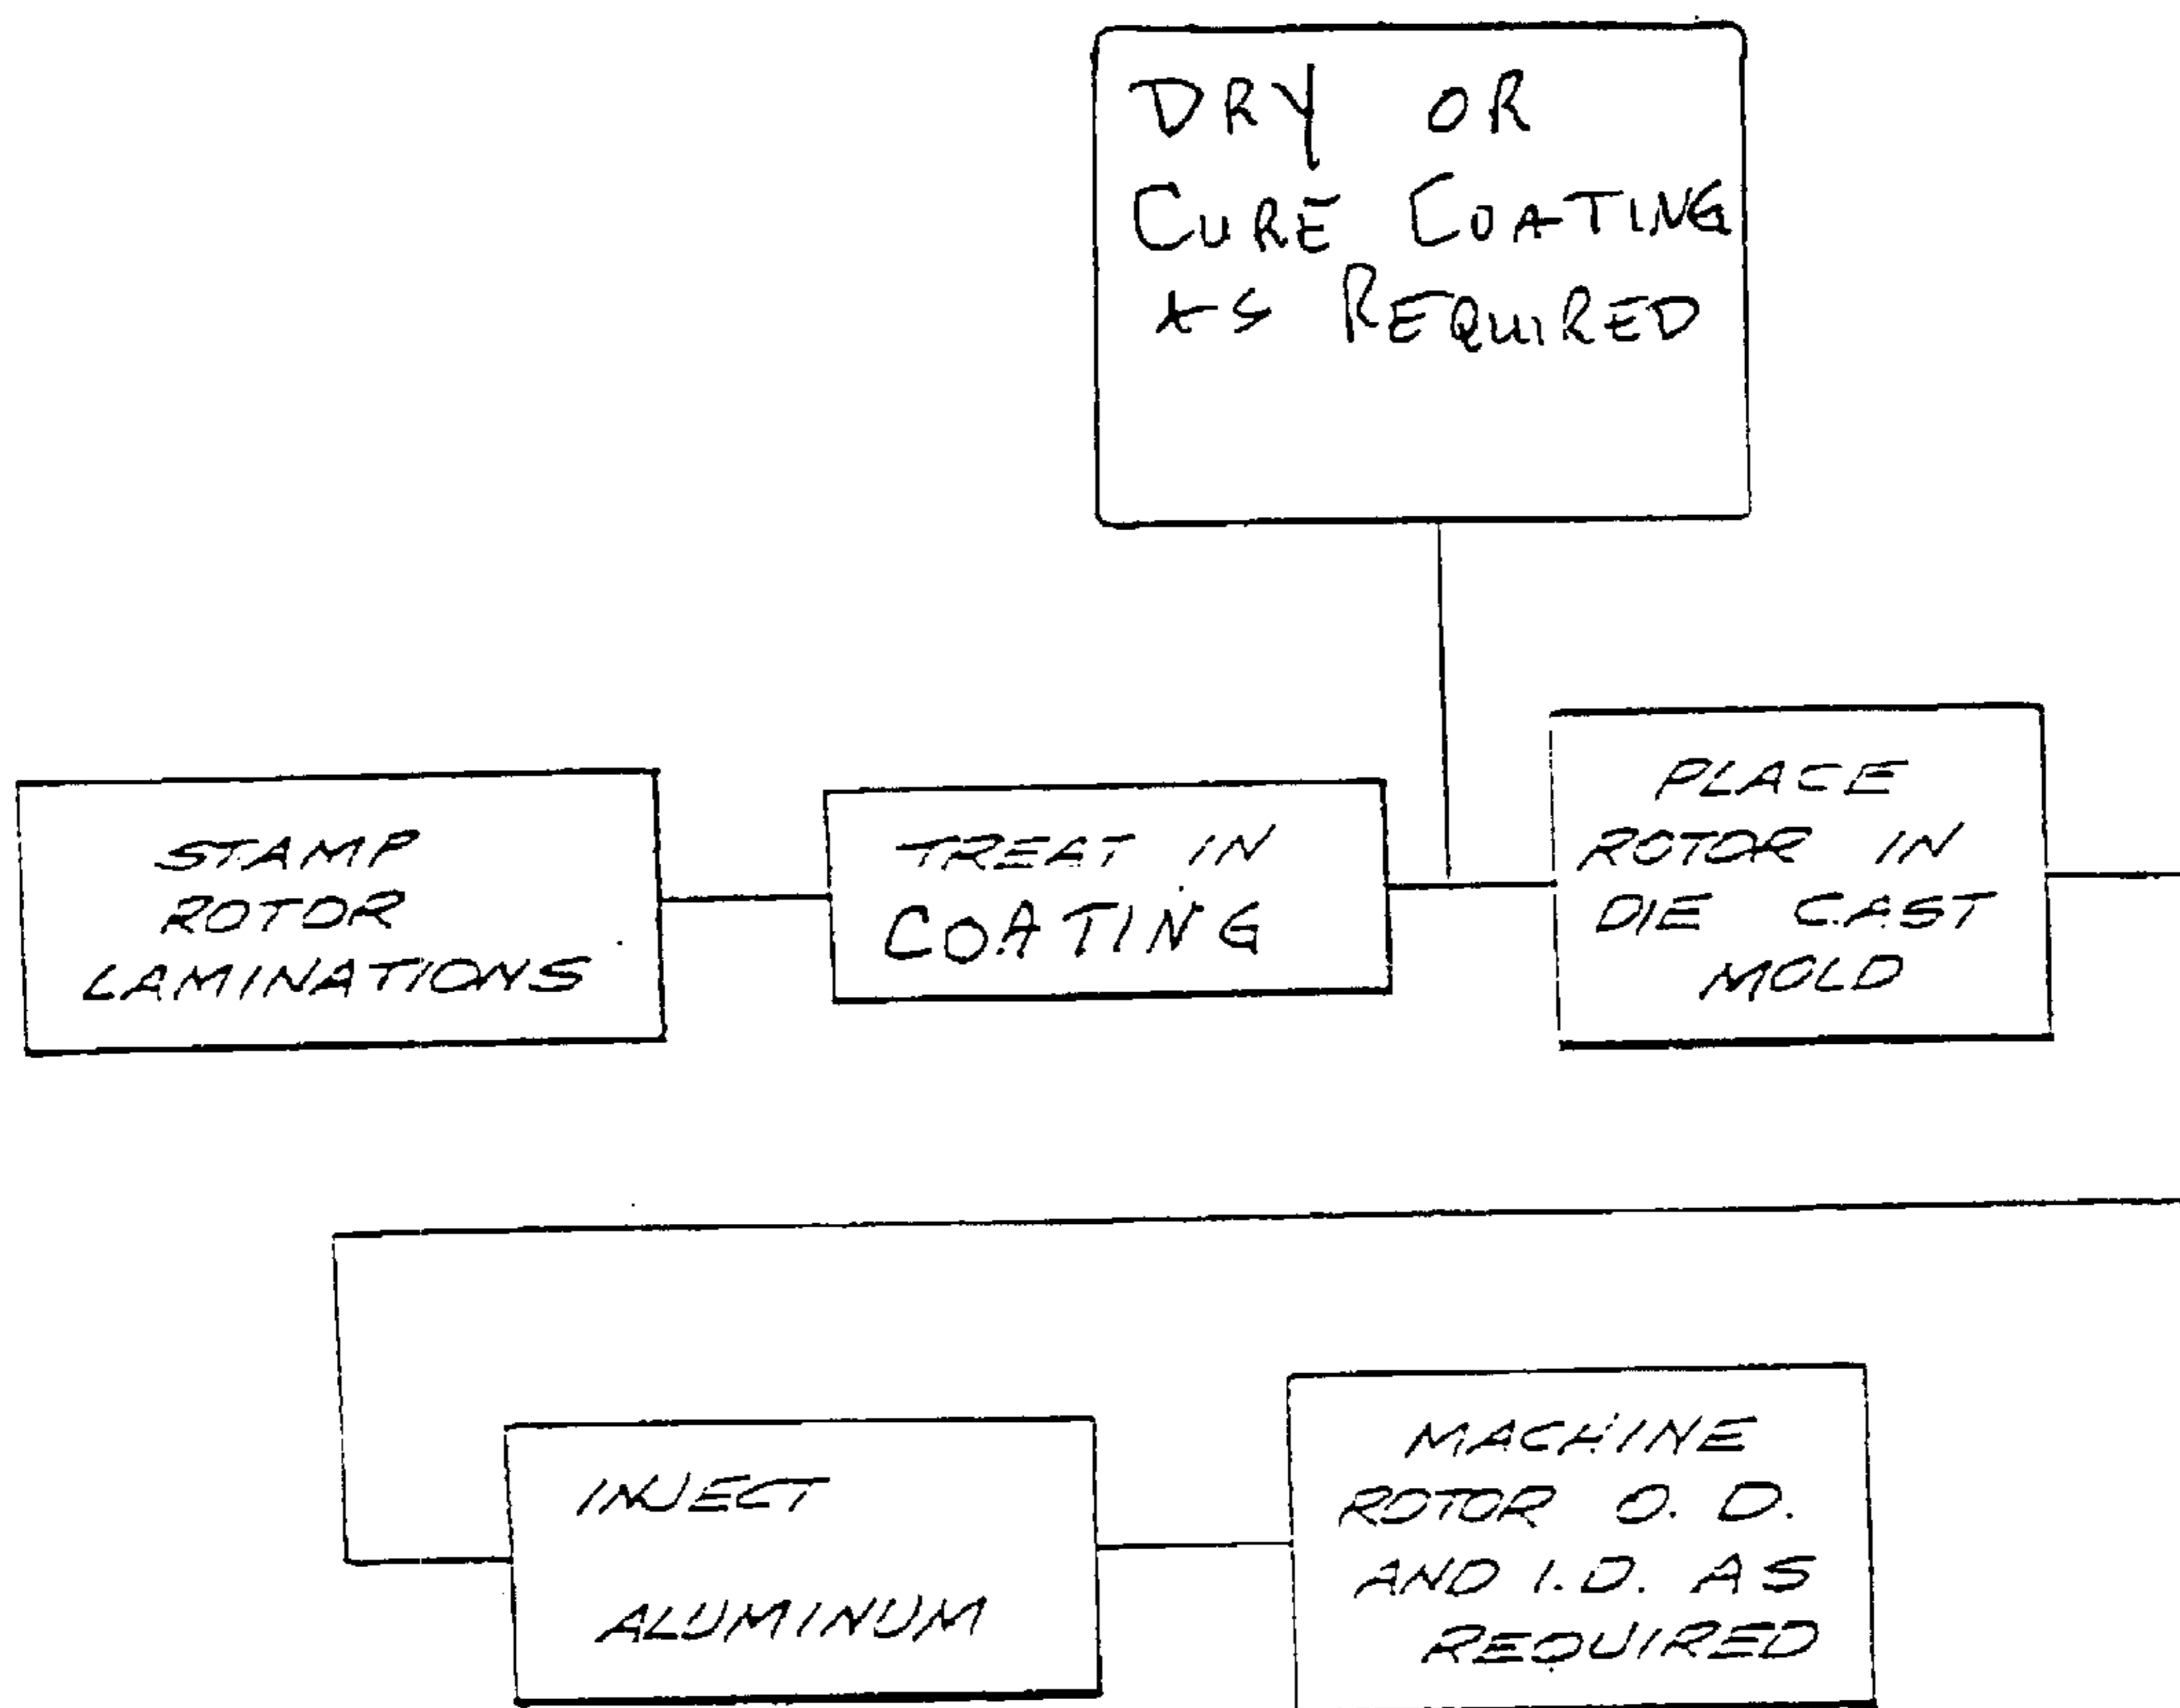 DRY OR
CURE COATING
AS REQUIRED
STAMP
ROTOR
LAMINATIONS
TREAT IN
COATING
PLACE
ROTOR IN
DIE CAST
MOLD
INJECT
ALUMINUM
MACHINE
ROTOR O.D.
AND I.D. AS
REQUIRED